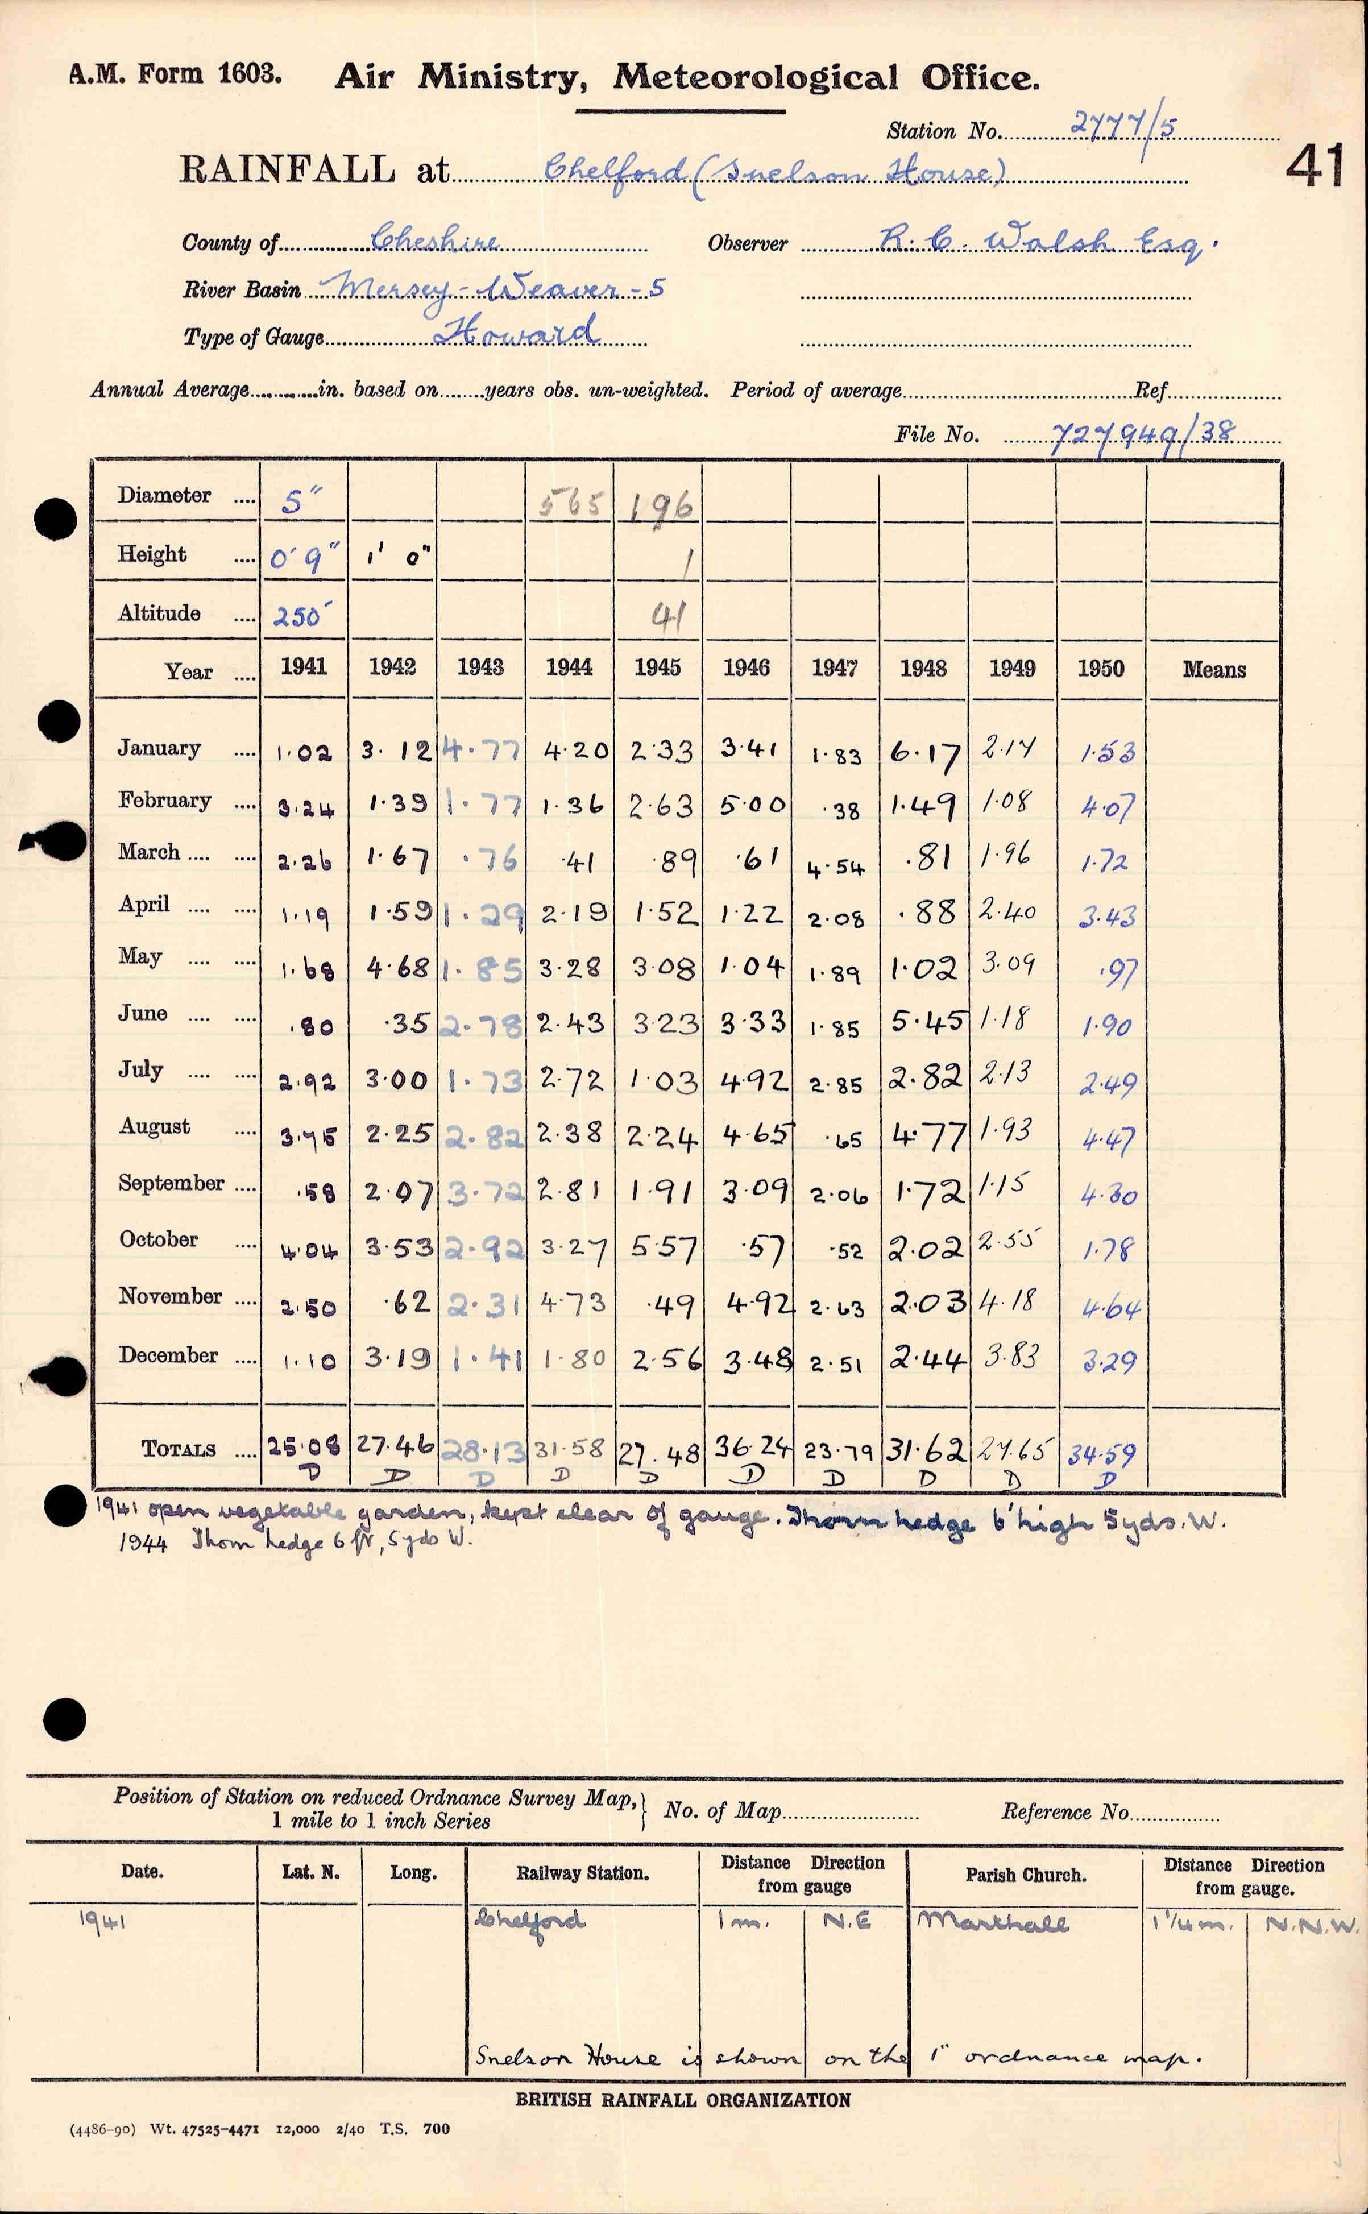 A.M. Form 1603. Air Ministry, Meteorological Office.
Station No. 2777/5
41
RAINFALL at Chelford (Snelson House)
County of Cheshire Observer R. C. Walsh Esq.
River Basin Mersey-Weaver-5
Type of Gauge Howard
Annual Average............in. based on........years obs. un-weighted. Period of average Ref.
File No. 727949/38
Diameter .... 5" 565 196
Height .... 0'9" 1' 0" 1
Altitude .... 250' 41
Year .... 1941 1942 1943 1944 1945 1946 1947 1948 1949 1950 Means
January .... 1.02 3.12 4.77 4.20 2.33 3.41 1.83 6.17 2.17 1.53
February .... 3.24 1.39 1.77 1.36 2.63 5.00 .38 1.49 1.08 4.07
March .... .... 2.26 1.67 .76 .41 .89 .61 4.54 .81 1.96 1.72
April .... .... 1.19 1.59 1.29 2.19 1.52 1.22 2.08 .88 2.40 3.43
May .... .... 1.68 4.68 1.85 3.28 3.08 1.04 1.89 1.02 3.09 .97
June .... .... .80 .35 2.78 2.43 3.23 3.33 1.85 5.45 1.18 1.90
July .... .... 2.92 3.00 1.73 2.72 1.03 4.92 2.85 2.82 2.13 2.49
August .... 3.75 2.25 2.82 2.38 2.24 4.65 .65 4.77 1.93 4.47
September .... .58 2.07 3.72 2.81 1.91 3.09 2.06 1.72 1.15 4.30
October .... 4.04 3.53 2.92 3.27 5.57 .57 .52 2.02 2.55 1.78
November .... 2.50 .62 2.31 4.73 .49 4.92 2.63 2.03 4.18 4.64
December .... 1.10 3.19 1.41 1.80 2.56 3.48 2.51 2.44 3.83 3.29
TOTALS .... 25.08 27.46 28.13 31.58 27.48 36.24 23.79 31.62 27.65 34.59
D D D D D D D D D D
1941 open vegetable garden, kept clear of gauge. Thorn hedge 6' high 5yds. W.
1944 Thorn hedge 6 ft, 5 yds W.
Position of Station on reduced Ordnance Survey Map, 1 mile to 1 inch Series } No. of Map Reference No.
Date. Lat. N. Long. Railway Station. Distance Direction from gauge Parish Church. Distance Direction from gauge.
1941 Chelford 1 m. N.E Marthall 1 1/4 m. N.N.W.
Snelson House is shown on the 1" ordnance map.
BRITISH RAINFALL ORGANIZATION
(4486-90) Wt. 47525-4471 12,000 2/40 T.S. 700